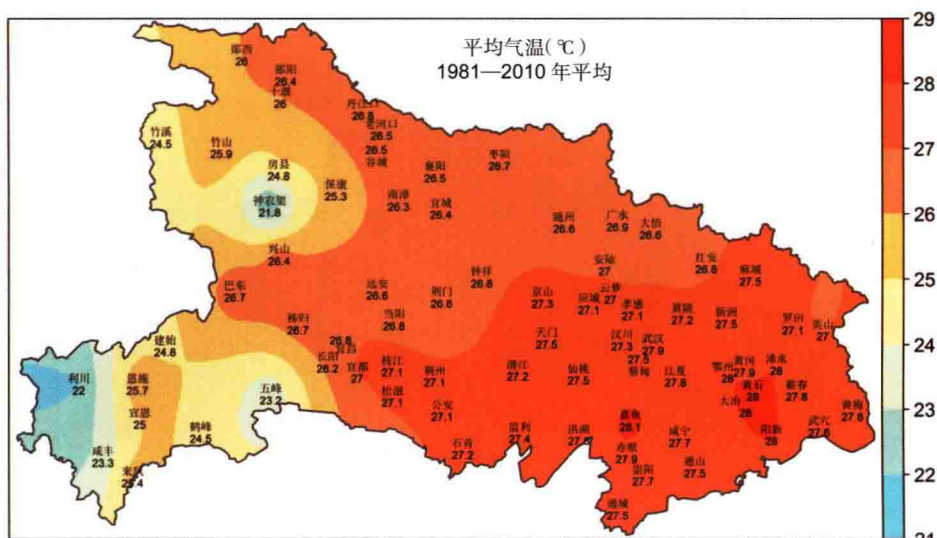 平均气温(℃)
1981—2010 年平均
29
28
27
26
25
24
23
22
21
郧西
26
郧阳
26.4
十堰
26
丹江口
26.8
老河口
26.5
26.5
谷城
竹溪
24.5
竹山
25.9
房县
24.8
保康
25.3
神农架
21.8
襄阳
26.5
枣阳
26.7
南漳
26.3
宜城
26.4
随州
26.6
广水
26.9
大悟
26.6
兴山
26.4
巴东
26.7
秭归
26.7
远安
26.6
荆门
26.6
钟祥
26.8
当阳
26.8
京山
27.3
安陆
27
云梦
27
应城
27.1
孝感
27.1
红安
26.8
麻城
27.5
黄陂
27.2
新洲
27.5
罗田
27.1
英山
27
建始
24.8
26.8
宜昌
长阳
26.2
宜都
27
枝江
27.1
荆州
27.1
松滋
27.1
公安
27.1
天门
27.5
潜江
27.2
仙桃
27.5
汉川
27.3
武汉
27.9
27.5
蔡甸
江夏
27.8
鄂州
28
黄冈
27.9
浠水
28
黄石
28
大冶
28
蕲春
27.8
黄梅
27.8
武穴
27.6
阳新
28
利川
22
恩施
25.7
宣恩
25
五峰
23.2
鹤峰
24.5
咸丰
23.3
来凤
25.4
石首
27.2
监利
27.4
洪湖
27.8
嘉鱼
28.1
赤壁
27.9
咸宁
27.7
崇阳
27.7
通山
27.5
通城
27.5